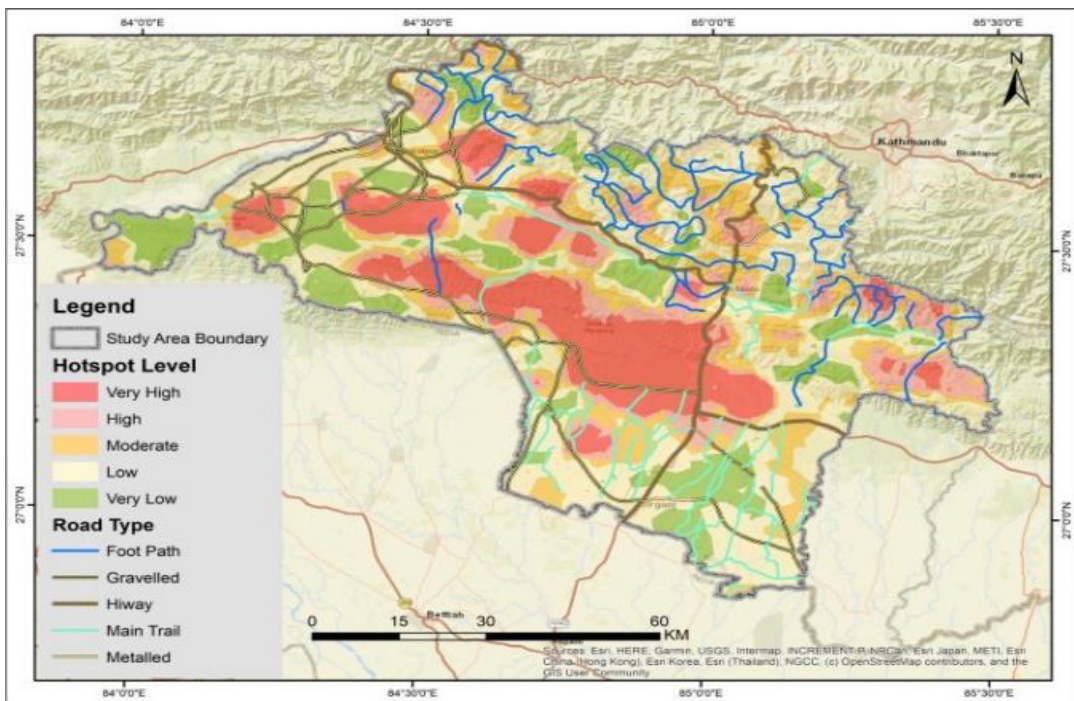 84°0'0"E 84°30'0"E 85°0'0"E 85°30'0"E
N
Kathmandu
Bhaktapur
Banepa
27°30'0"N 27°30'0"N
Legend
Study Area Boundary
Hotspot Level
Very High
High
Moderate
Low
Very Low
Road Type
Foot Path
Gravelled
Hiway
Main Trail
Metalled
27°0'0"N 27°0'0"N
Bettiah
0 15 30 45 60
KM
Sources: Esri, HERE, Garmin, USGS, Intermap, INCREMENT P, NRCan, Esri Japan, METI, Esri
China (Hong Kong), Esri Korea, Esri (Thailand), NGCC, (c) OpenStreetMap contributors, and the
GIS User Community
84°0'0"E 84°30'0"E 85°0'0"E 85°30'0"E